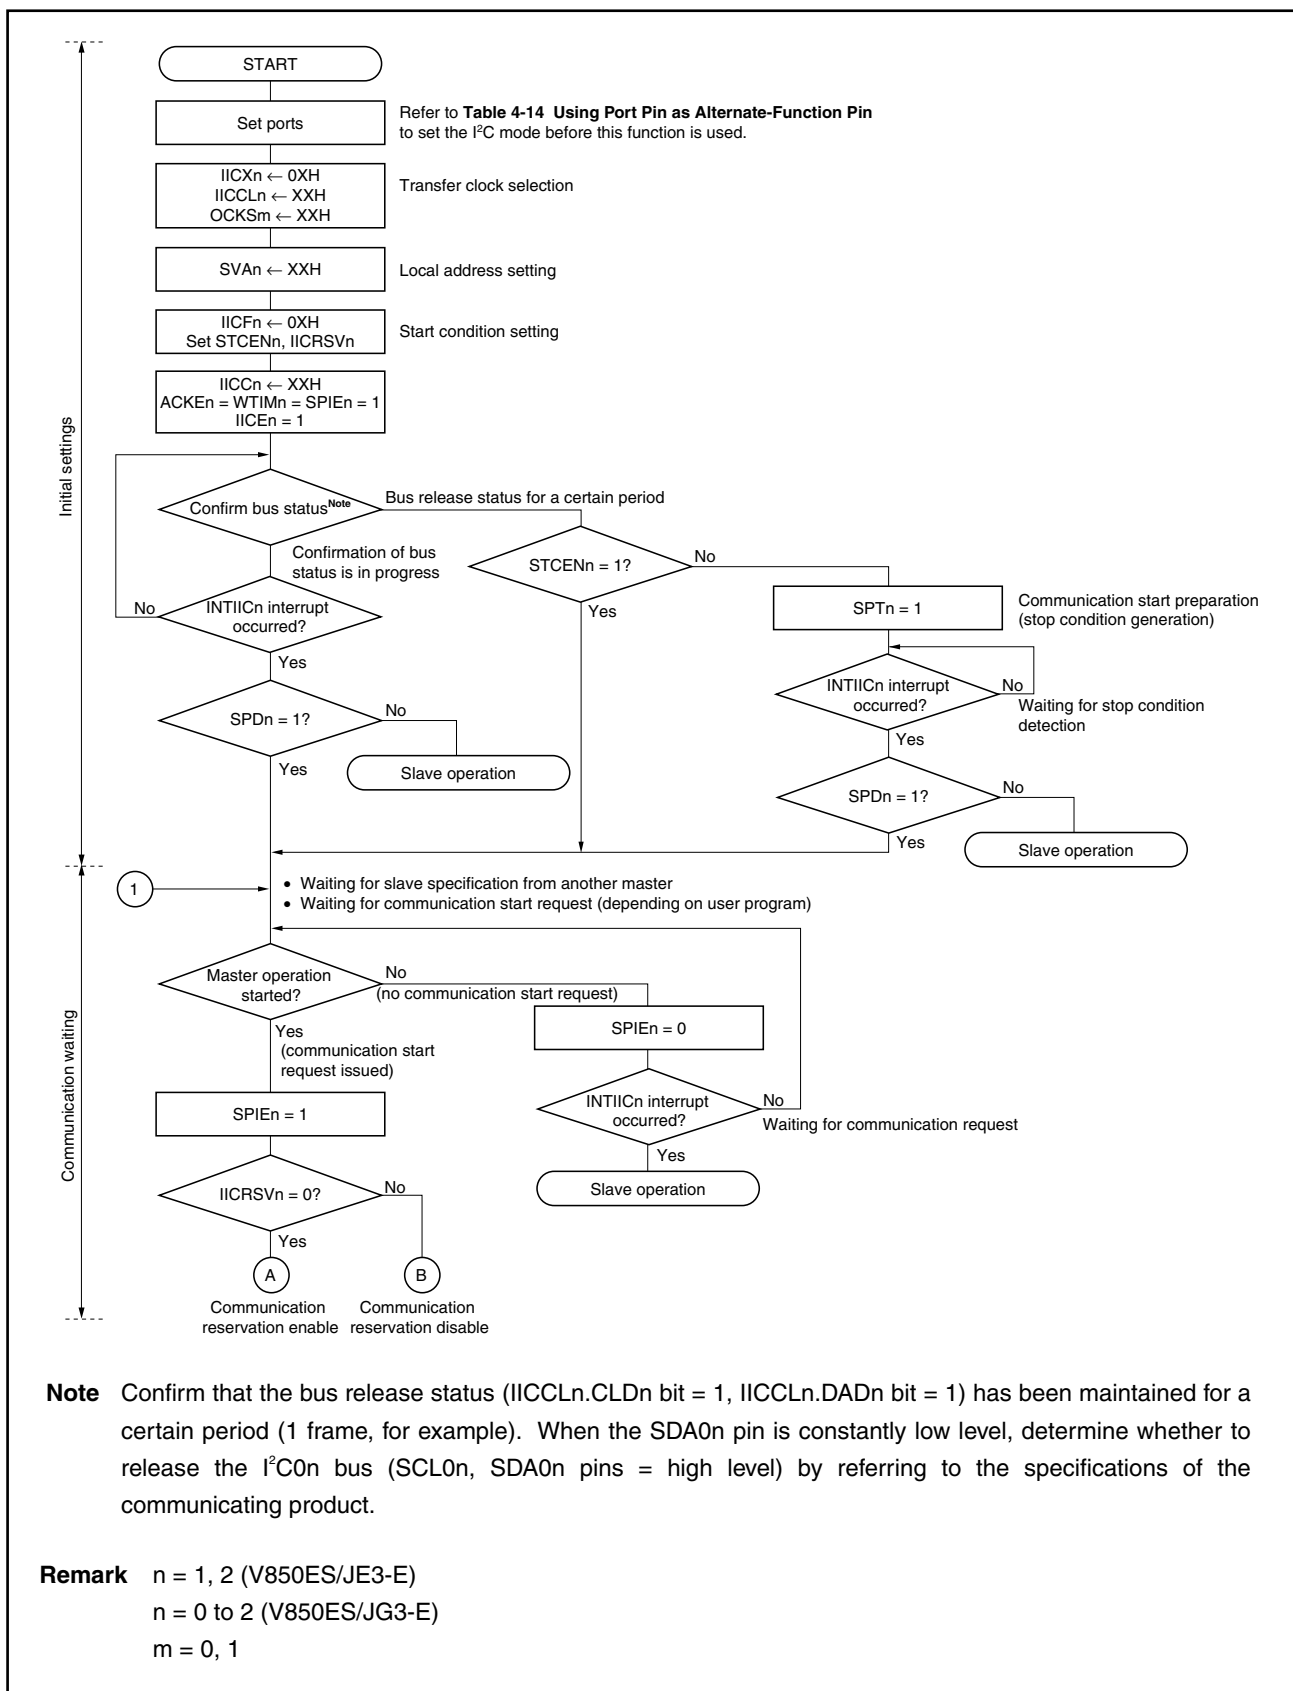 START
Set ports
Refer to Table 4-14 Using Port Pin as Alternate-Function Pin
to set the I²C mode before this function is used.
IICXn ← 0XH
IICCLn ← XXH
OCKSm ← XXH
Transfer clock selection
SVAn ← XXH
Local address setting
IICFn ← 0XH
Set STCENn, IICRSVn
Start condition setting
IICCn ← XXH
ACKEn = WTIMn = SPIEn = 1
IICEn = 1
Initial settings
Confirm bus statusNote
Bus release status for a certain period
Confirmation of bus
status is in progress
STCENn = 1?
No
Yes
INTIICn interrupt
occurred?
No
Yes
SPTn = 1
Communication start preparation
(stop condition generation)
INTIICn interrupt
occurred?
No
Waiting for stop condition
detection
Yes
SPDn = 1?
No
Yes
Slave operation
SPDn = 1?
No
Yes
Slave operation
1
• Waiting for slave specification from another master
• Waiting for communication start request (depending on user program)
Communication waiting
Master operation
started?
No
(no communication start request)
Yes
(communication start
request issued)
SPIEn = 0
INTIICn interrupt
occurred?
No
Waiting for communication request
Yes
Slave operation
SPIEn = 1
IICRSVn = 0?
No
Yes
A
B
Communication
reservation enable
Communication
reservation disable
Note Confirm that the bus release status (IICCLn.CLDn bit = 1, IICCLn.DADn bit = 1) has been maintained for a
certain period (1 frame, for example). When the SDA0n pin is constantly low level, determine whether to
release the I²C0n bus (SCL0n, SDA0n pins = high level) by referring to the specifications of the
communicating product.
Remark n = 1, 2 (V850ES/JE3-E)
n = 0 to 2 (V850ES/JG3-E)
m = 0, 1